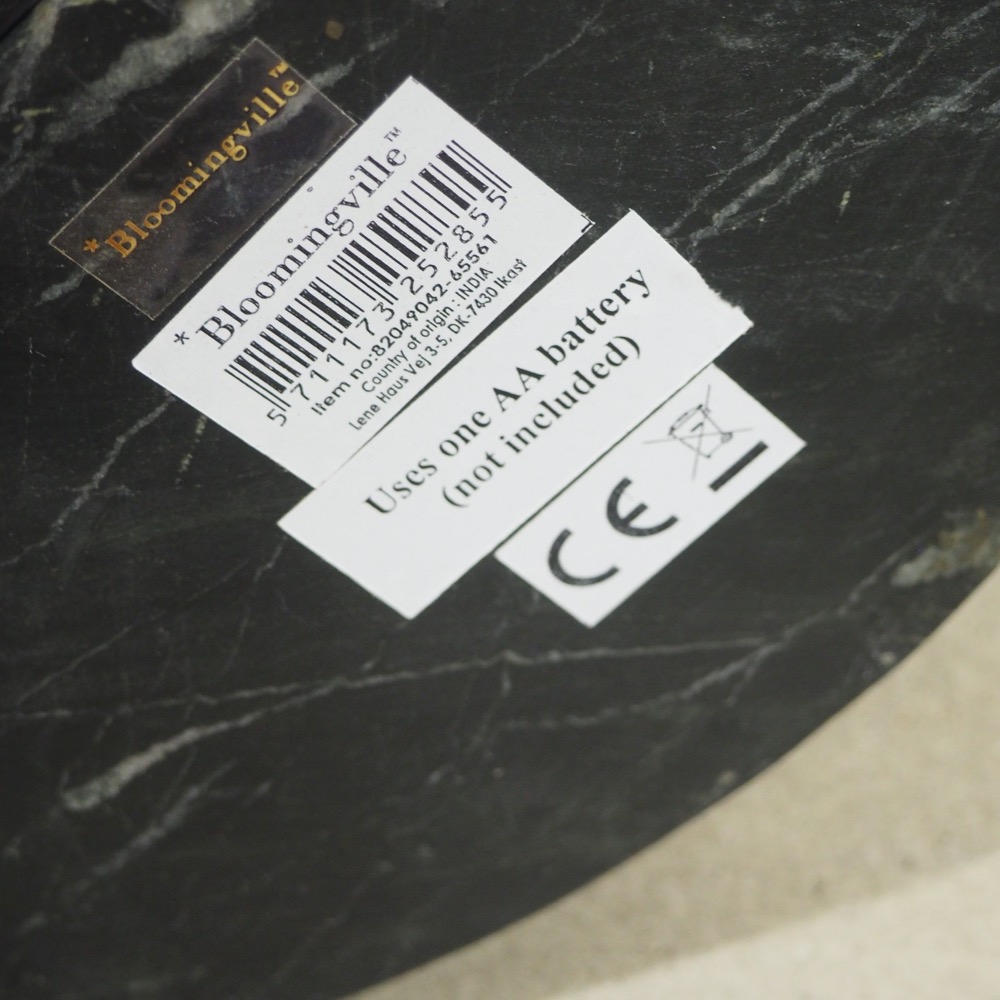 *Bloomingville™
*Bloomingville™
5 711173 252855
Item no:82049042-65561
Country of origin : INDIA
Lene Haus Vej 3-5, DK-7430 Ikast
Uses one AA battery
(not included)
CE